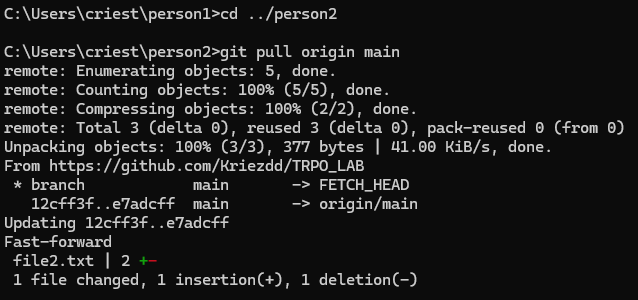 C:\Users\criest\person1>cd ../person2
C:\Users\criest\person2>git pull origin main
remote: Enumerating objects: 5, done.
remote: Counting objects: 100% (5/5), done.
remote: Compressing objects: 100% (2/2), done.
remote: Total 3 (delta 0), reused 3 (delta 0), pack-reused 0 (from 0)
Unpacking objects: 100% (3/3), 377 bytes | 41.00 KiB/s, done.
From https://github.com/Kriezdd/TRPO_LAB
 * branch            main       -> FETCH_HEAD
   12cff3f..e7adcff  main       -> origin/main
Updating 12cff3f..e7adcff
Fast-forward
 file2.txt | 2 +-
 1 file changed, 1 insertion(+), 1 deletion(-)